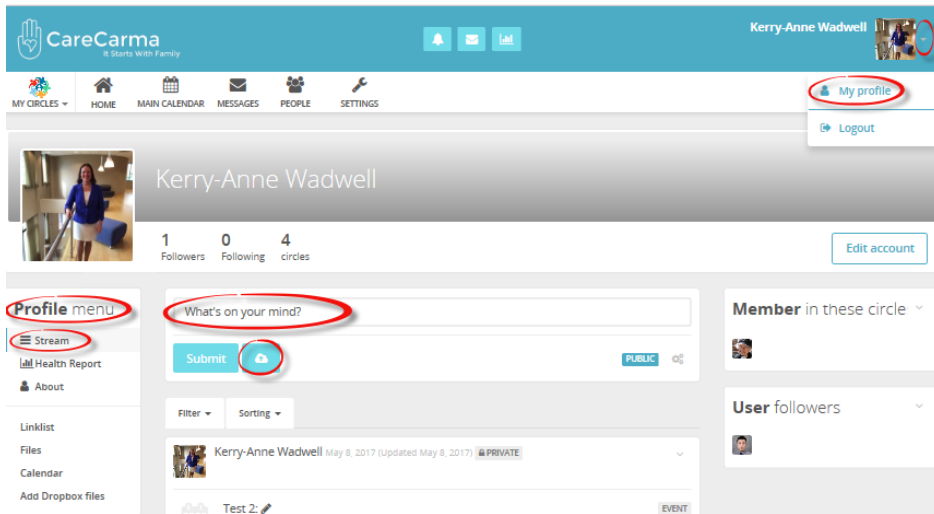 CareCarma
It Starts With Family
Kerry-Anne Wadwell
MY CIRCLES
HOME
MAIN CALENDAR
MESSAGES
PEOPLE
SETTINGS
My profile
Logout
Kerry-Anne Wadwell
1 0 4
Followers Following circles
Edit account
Profile menu
Stream
Health Report
About
Linklist
Files
Calendar
Add Dropbox files
What's on your mind?
Submit
PUBLIC
Filter
Sorting
Kerry-Anne Wadwell May 8, 2017 (Updated May 8, 2017) PRIVATE
Test 2:
EVENT
Member in these circle
User followers